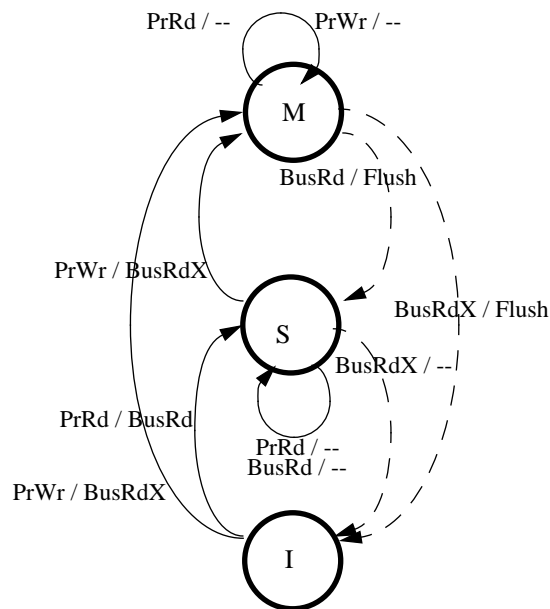 PrRd / -- PrWr / --
M
BusRd / Flush
PrWr / BusRdX
BusRdX / Flush
S
BusRdX / --
PrRd / BusRd
PrRd / --
BusRd / --
PrWr / BusRdX
I